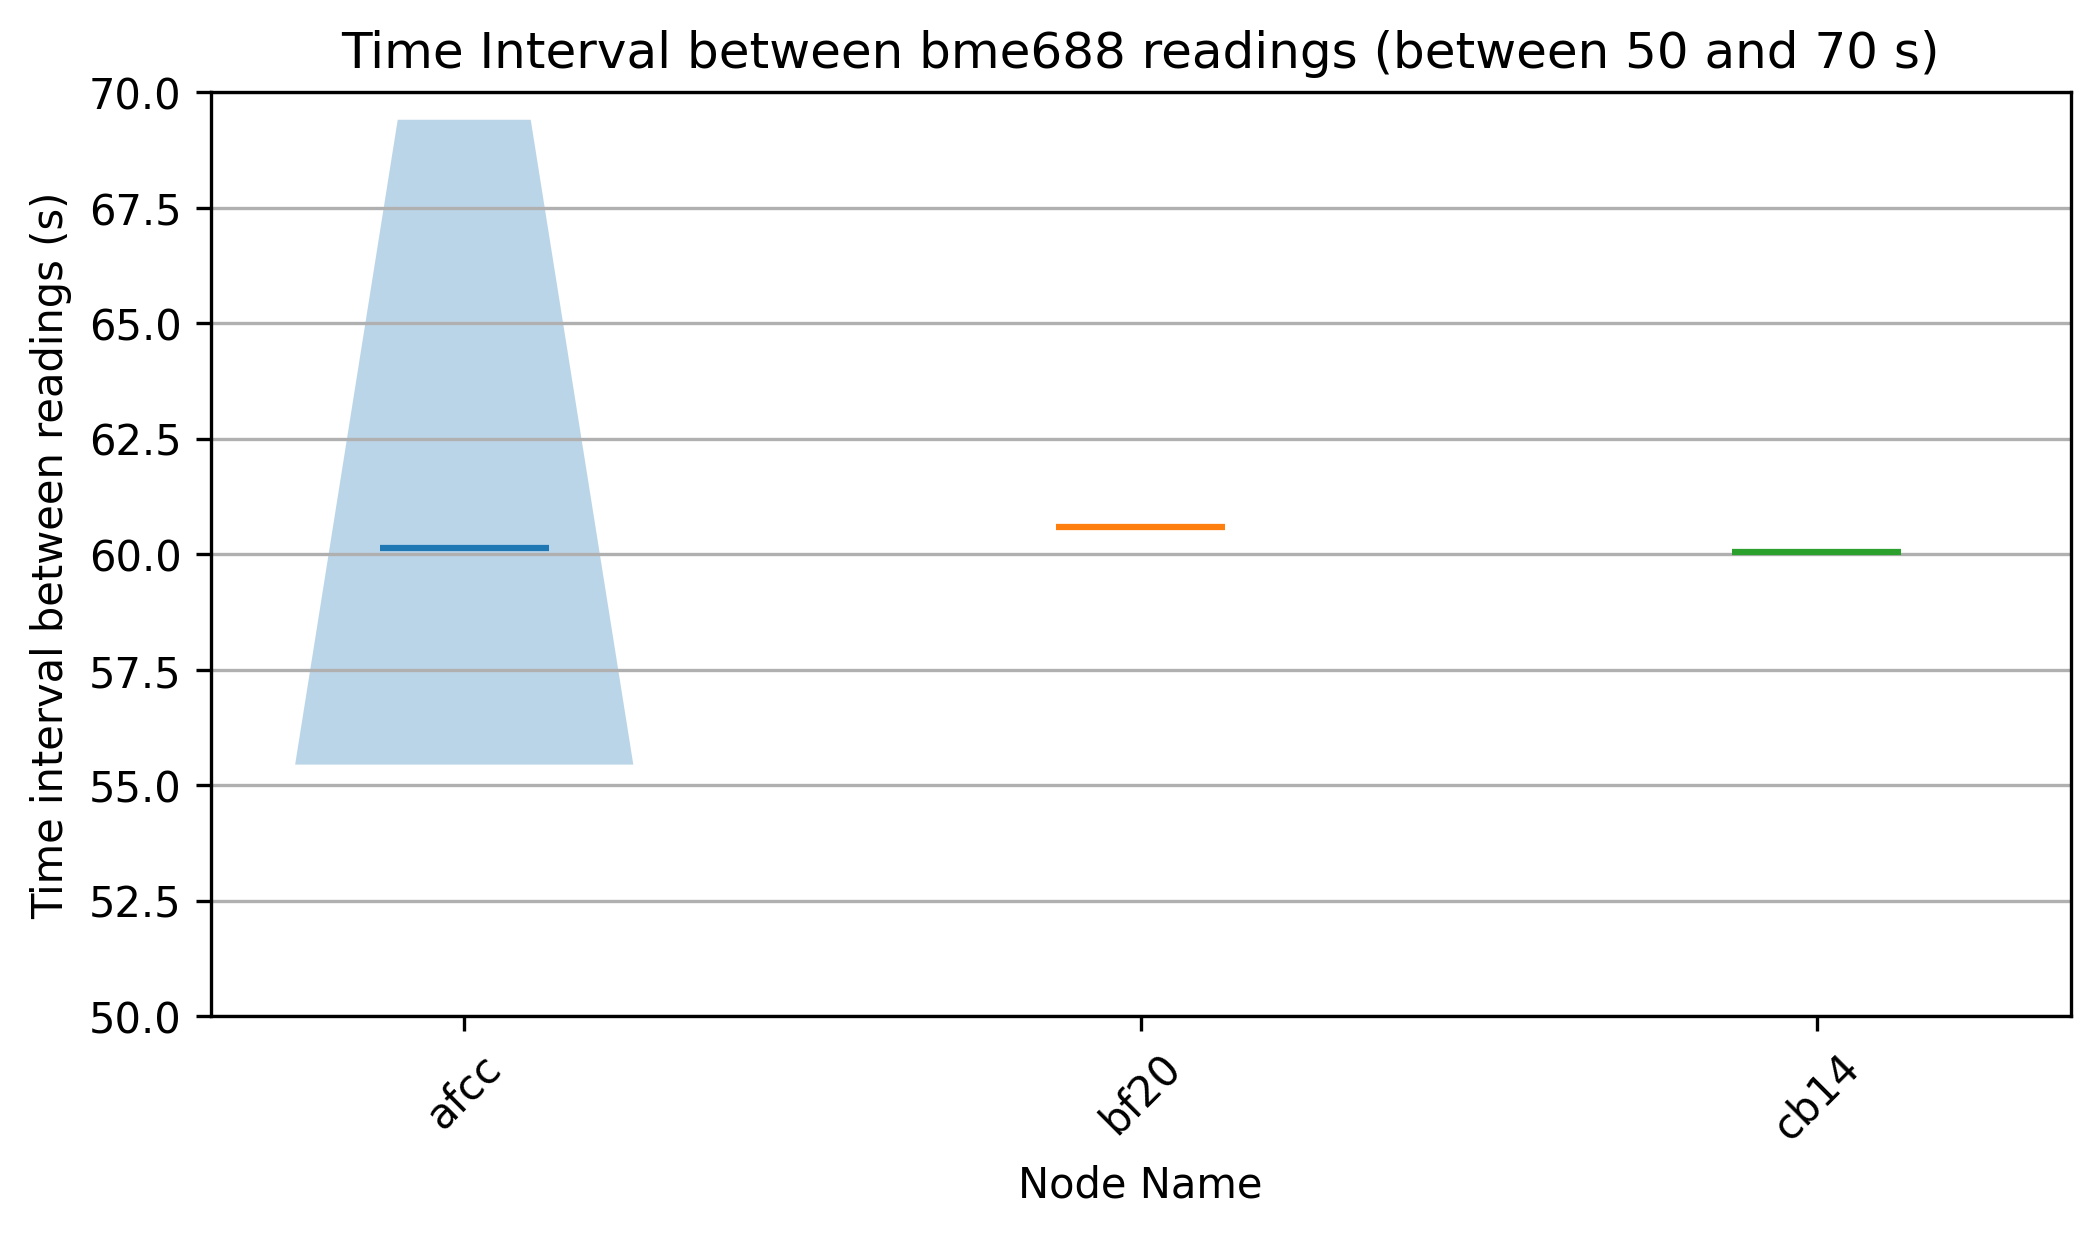 Time Interval between bme688 readings (between 50 and 70 s)
70.0
67.5
65.0
62.5
60.0
57.5
55.0
52.5
50.0
Time interval between readings (s)
afcc
bf20
cb14
Node Name